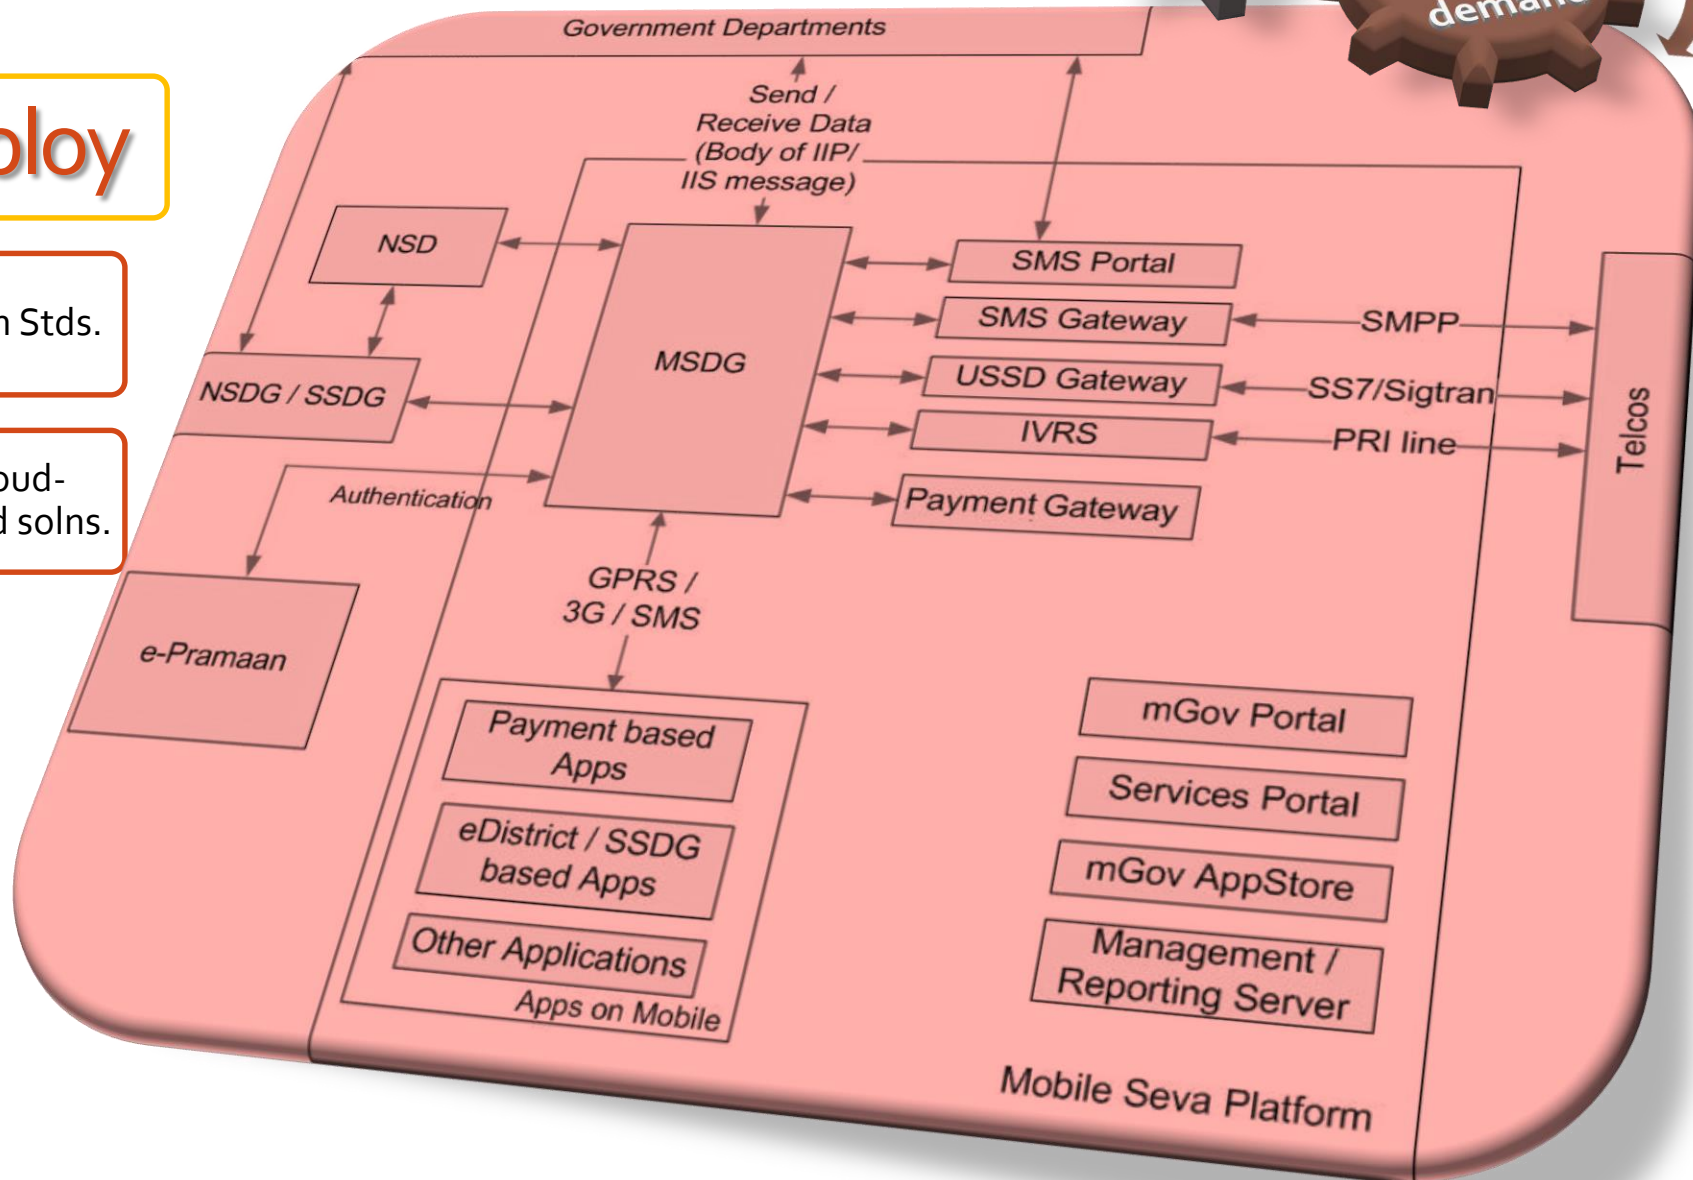 Government Departments
Send /
Receive Data
(Body of IIP/
IIS message)
NSD
NSDG / SSDG
MSDG
SMS Portal
SMS Gateway
SMPP
USSD Gateway
SS7/Sigtran
IVRS
PRI line
Payment Gateway
Telcos
Authentication
e-Pramaan
GPRS /
3G / SMS
Payment based
Apps
eDistrict / SSDG
based Apps
Other Applications
Apps on Mobile
mGov Portal
Services Portal
mGov AppStore
Management /
Reporting Server
Mobile Seva Platform
ploy
Stds.
oud-
solns.